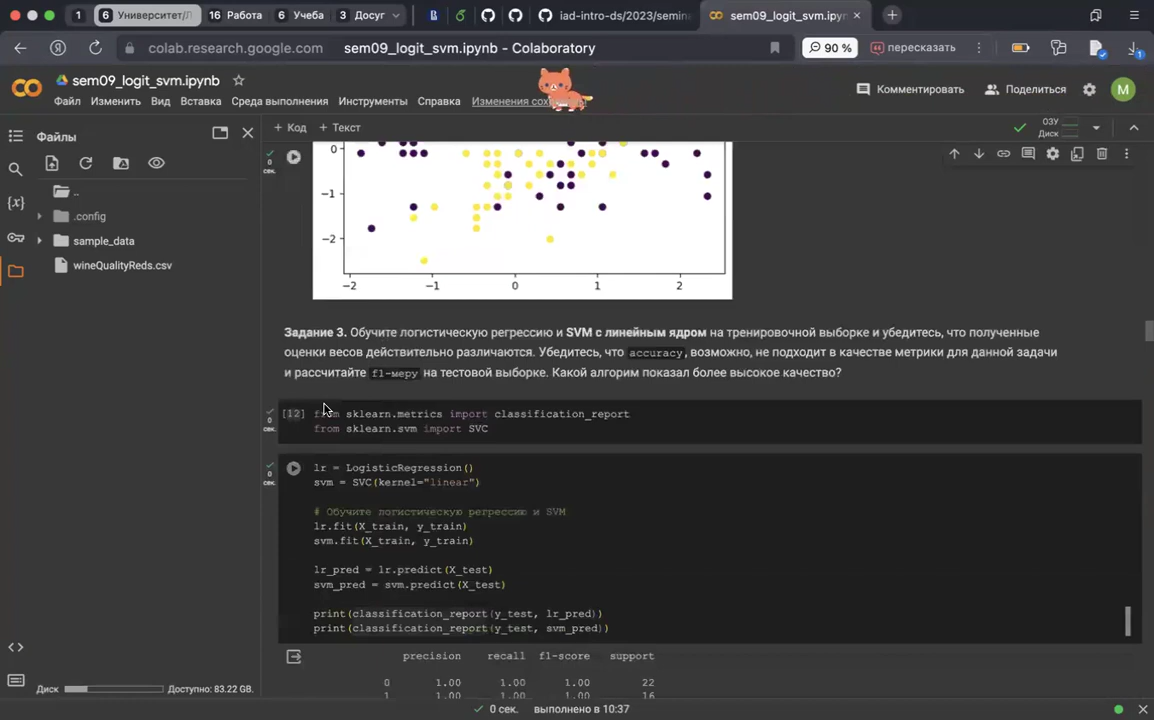 1 6 Университет/Л 16 Работа 6 Учеба 3 Досуг iad-intro-ds/2023/semina sem09_logit_svm.ipyn
colab.research.google.com sem09_logit_svm.ipynb - Colaboratory 90 % пересказать 1
sem09_logit_svm.ipynb
Файл Изменить Вид Вставка Среда выполнения Инструменты Справка Изменения сох Комментировать Поделиться M
Файлы
+ Код + Текст
ОЗУ
Диск
..
.config
sample_data
wineQualityReds.csv
0
сек.
0
−1
−2
−2 −1 0 1 2
Задание 3. Обучите логистическую регрессию и SVM с линейным ядром на тренировочной выборке и убедитесь, что полученные
оценки весов действительно различаются. Убедитесь, что accuracy, возможно, не подходит в качестве метрики для данной задачи
и рассчитайте f1-меру на тестовой выборке. Какой алгорим показал более высокое качество?
0
сек.
[12] from sklearn.metrics import classification_report
from sklearn.svm import SVC
0
сек.
lr = LogisticRegression()
svm = SVC(kernel="linear")
# Обучите логистическую регрессию и SVM
lr.fit(X_train, y_train)
svm.fit(X_train, y_train)
lr_pred = lr.predict(X_test)
svm_pred = svm.predict(X_test)
print(classification_report(y_test, lr_pred))
print(classification_report(y_test, svm_pred))
precision recall f1-score support
0 1.00 1.00 1.00 22
1 1.00 1.00 1.00 16
Диск Доступно: 83.22 GB.
0 сек. выполнено в 10:37